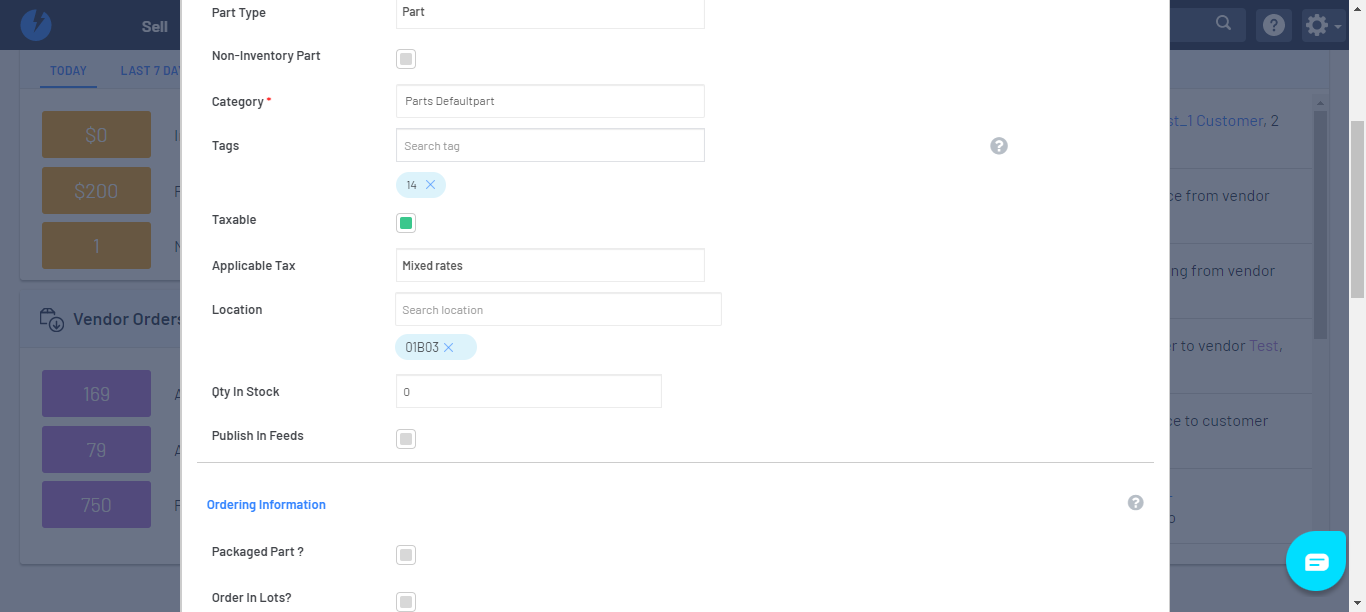 Sell
TODAY
LAST 7 DA
$0
$200
1
Vendor Orders
169
79
750
Part Type
Part
Non-Inventory Part
Category *
Parts Defaultpart
Tags
Search tag
14
Taxable
Applicable Tax
Mixed rates
Location
Search location
01B03
Qty In Stock
0
Publish In Feeds
Ordering Information
Packaged Part ?
Order In Lots?
st_1 Customer, 2
ce from vendor
ng from vendor
er to vendor Test,
ce to customer